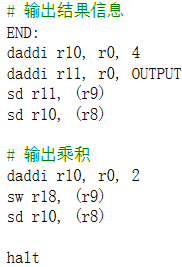 # 输出结果信息
END:
daddi r10, r0, 4
daddi r11, r0, OUTPUT
sd r11, (r9)
sd r10, (r8)
# 输出乘积
daddi r10, r0, 2
sw r18, (r9)
sd r10, (r8)
halt